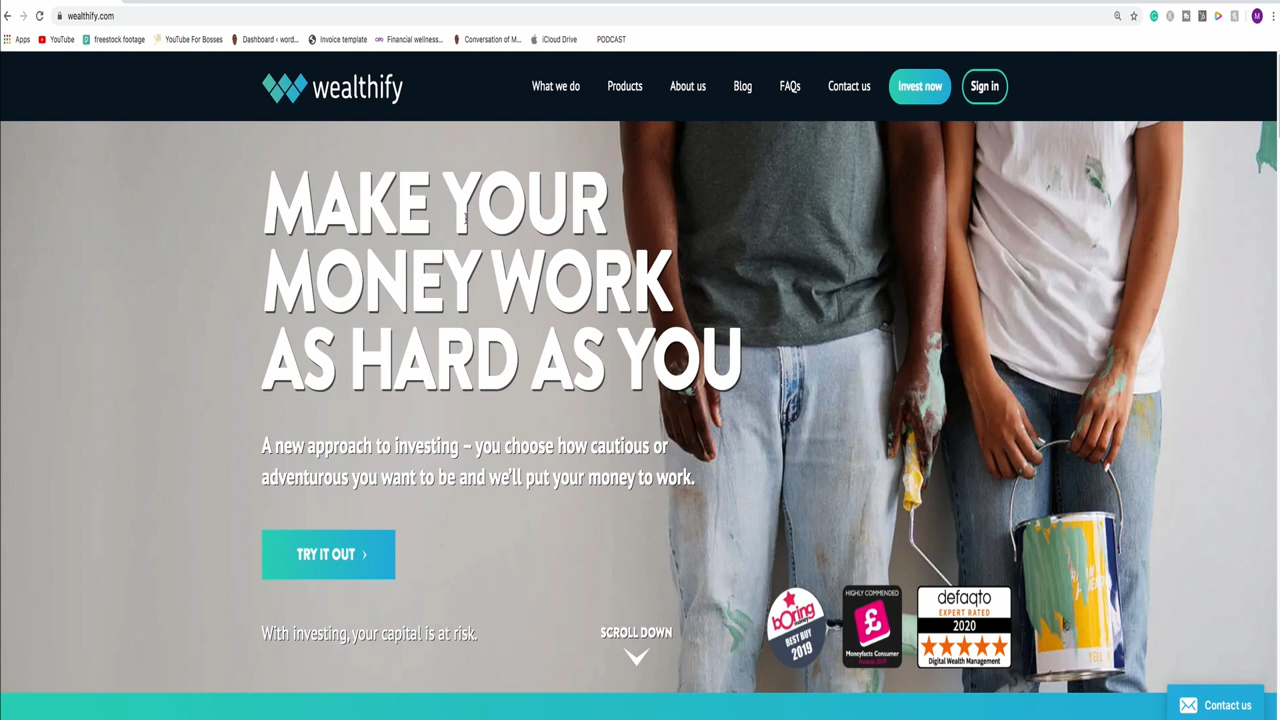 wealthify.com
Apps YouTube freestock footage YouTube For Bosses Dashboard ‹ word... Invoice template Financial wellness... Conversation of M... iCloud Drive PODCAST
wealthify What we do Products About us Blog FAQs Contact us Invest now Sign in
MAKE YOUR
MONEY WORK
AS HARD AS YOU
A new approach to investing – you choose how cautious or
adventurous you want to be and we'll put your money to work.
TRY IT OUT ›
With investing, your capital is at risk.
SCROLL DOWN
boring
BEST BUY
2019
HIGHLY COMMENDED
£
Moneyfacts Consumer
Awards 2019
defaqto
EXPERT RATED
2020
Digital Wealth Management
Contact us